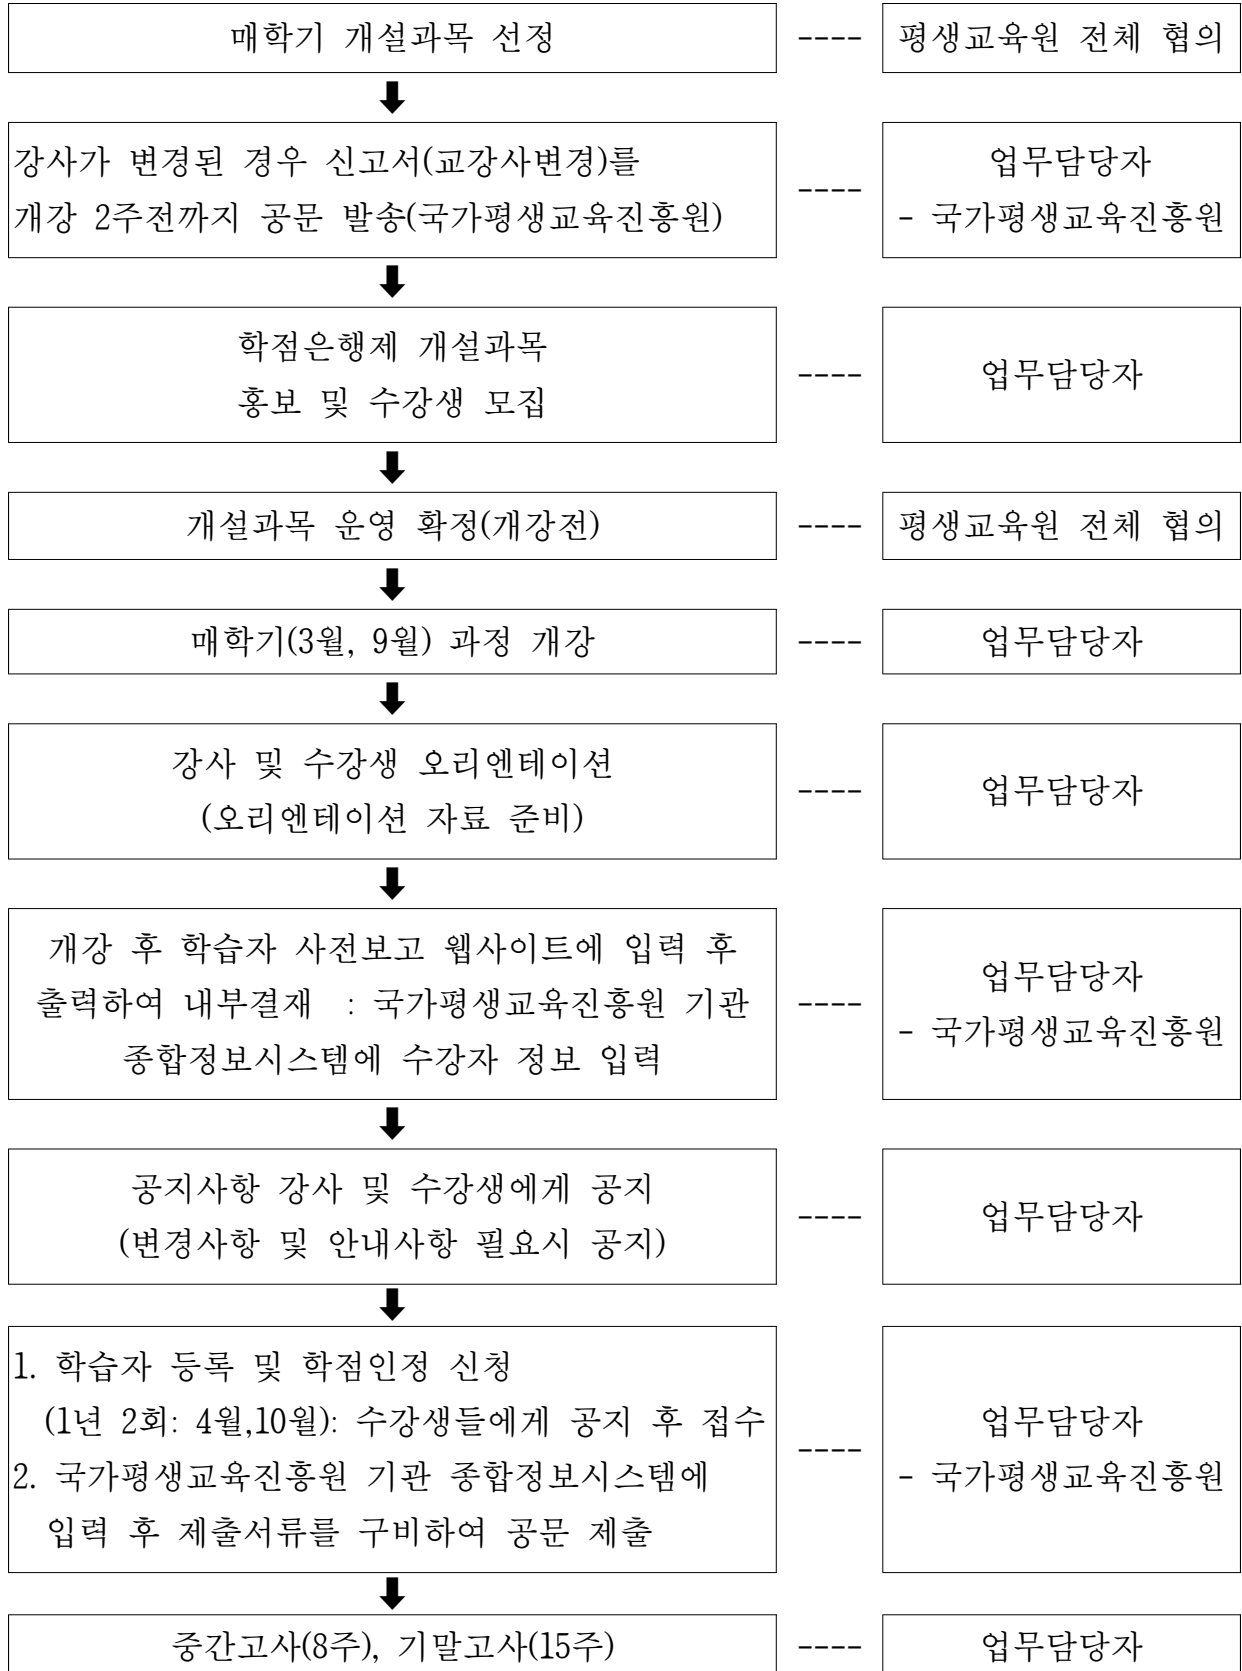 매학기 개설과목 선정 ---- 평생교육원 전체 협의
강사가 변경된 경우 신고서(교강사변경)를
개강 2주전까지 공문 발송(국가평생교육진흥원)
----
업무담당자
- 국가평생교육진흥원
학점은행제 개설과목
홍보 및 수강생 모집
----
업무담당자
개설과목 운영 확정(개강전) ---- 평생교육원 전체 협의
매학기(3월, 9월) 과정 개강 ---- 업무담당자
강사 및 수강생 오리엔테이션
(오리엔테이션 자료 준비)
----
업무담당자
개강 후 학습자 사전보고 웹사이트에 입력 후
출력하여 내부결재 : 국가평생교육진흥원 기관
종합정보시스템에 수강자 정보 입력
----
업무담당자
- 국가평생교육진흥원
공지사항 강사 및 수강생에게 공지
(변경사항 및 안내사항 필요시 공지)
----
업무담당자
1. 학습자 등록 및 학점인정 신청
(1년 2회: 4월,10월): 수강생들에게 공지 후 접수
2. 국가평생교육진흥원 기관 종합정보시스템에
입력 후 제출서류를 구비하여 공문 제출
----
업무담당자
- 국가평생교육진흥원
중간고사(8주), 기말고사(15주) ---- 업무담당자